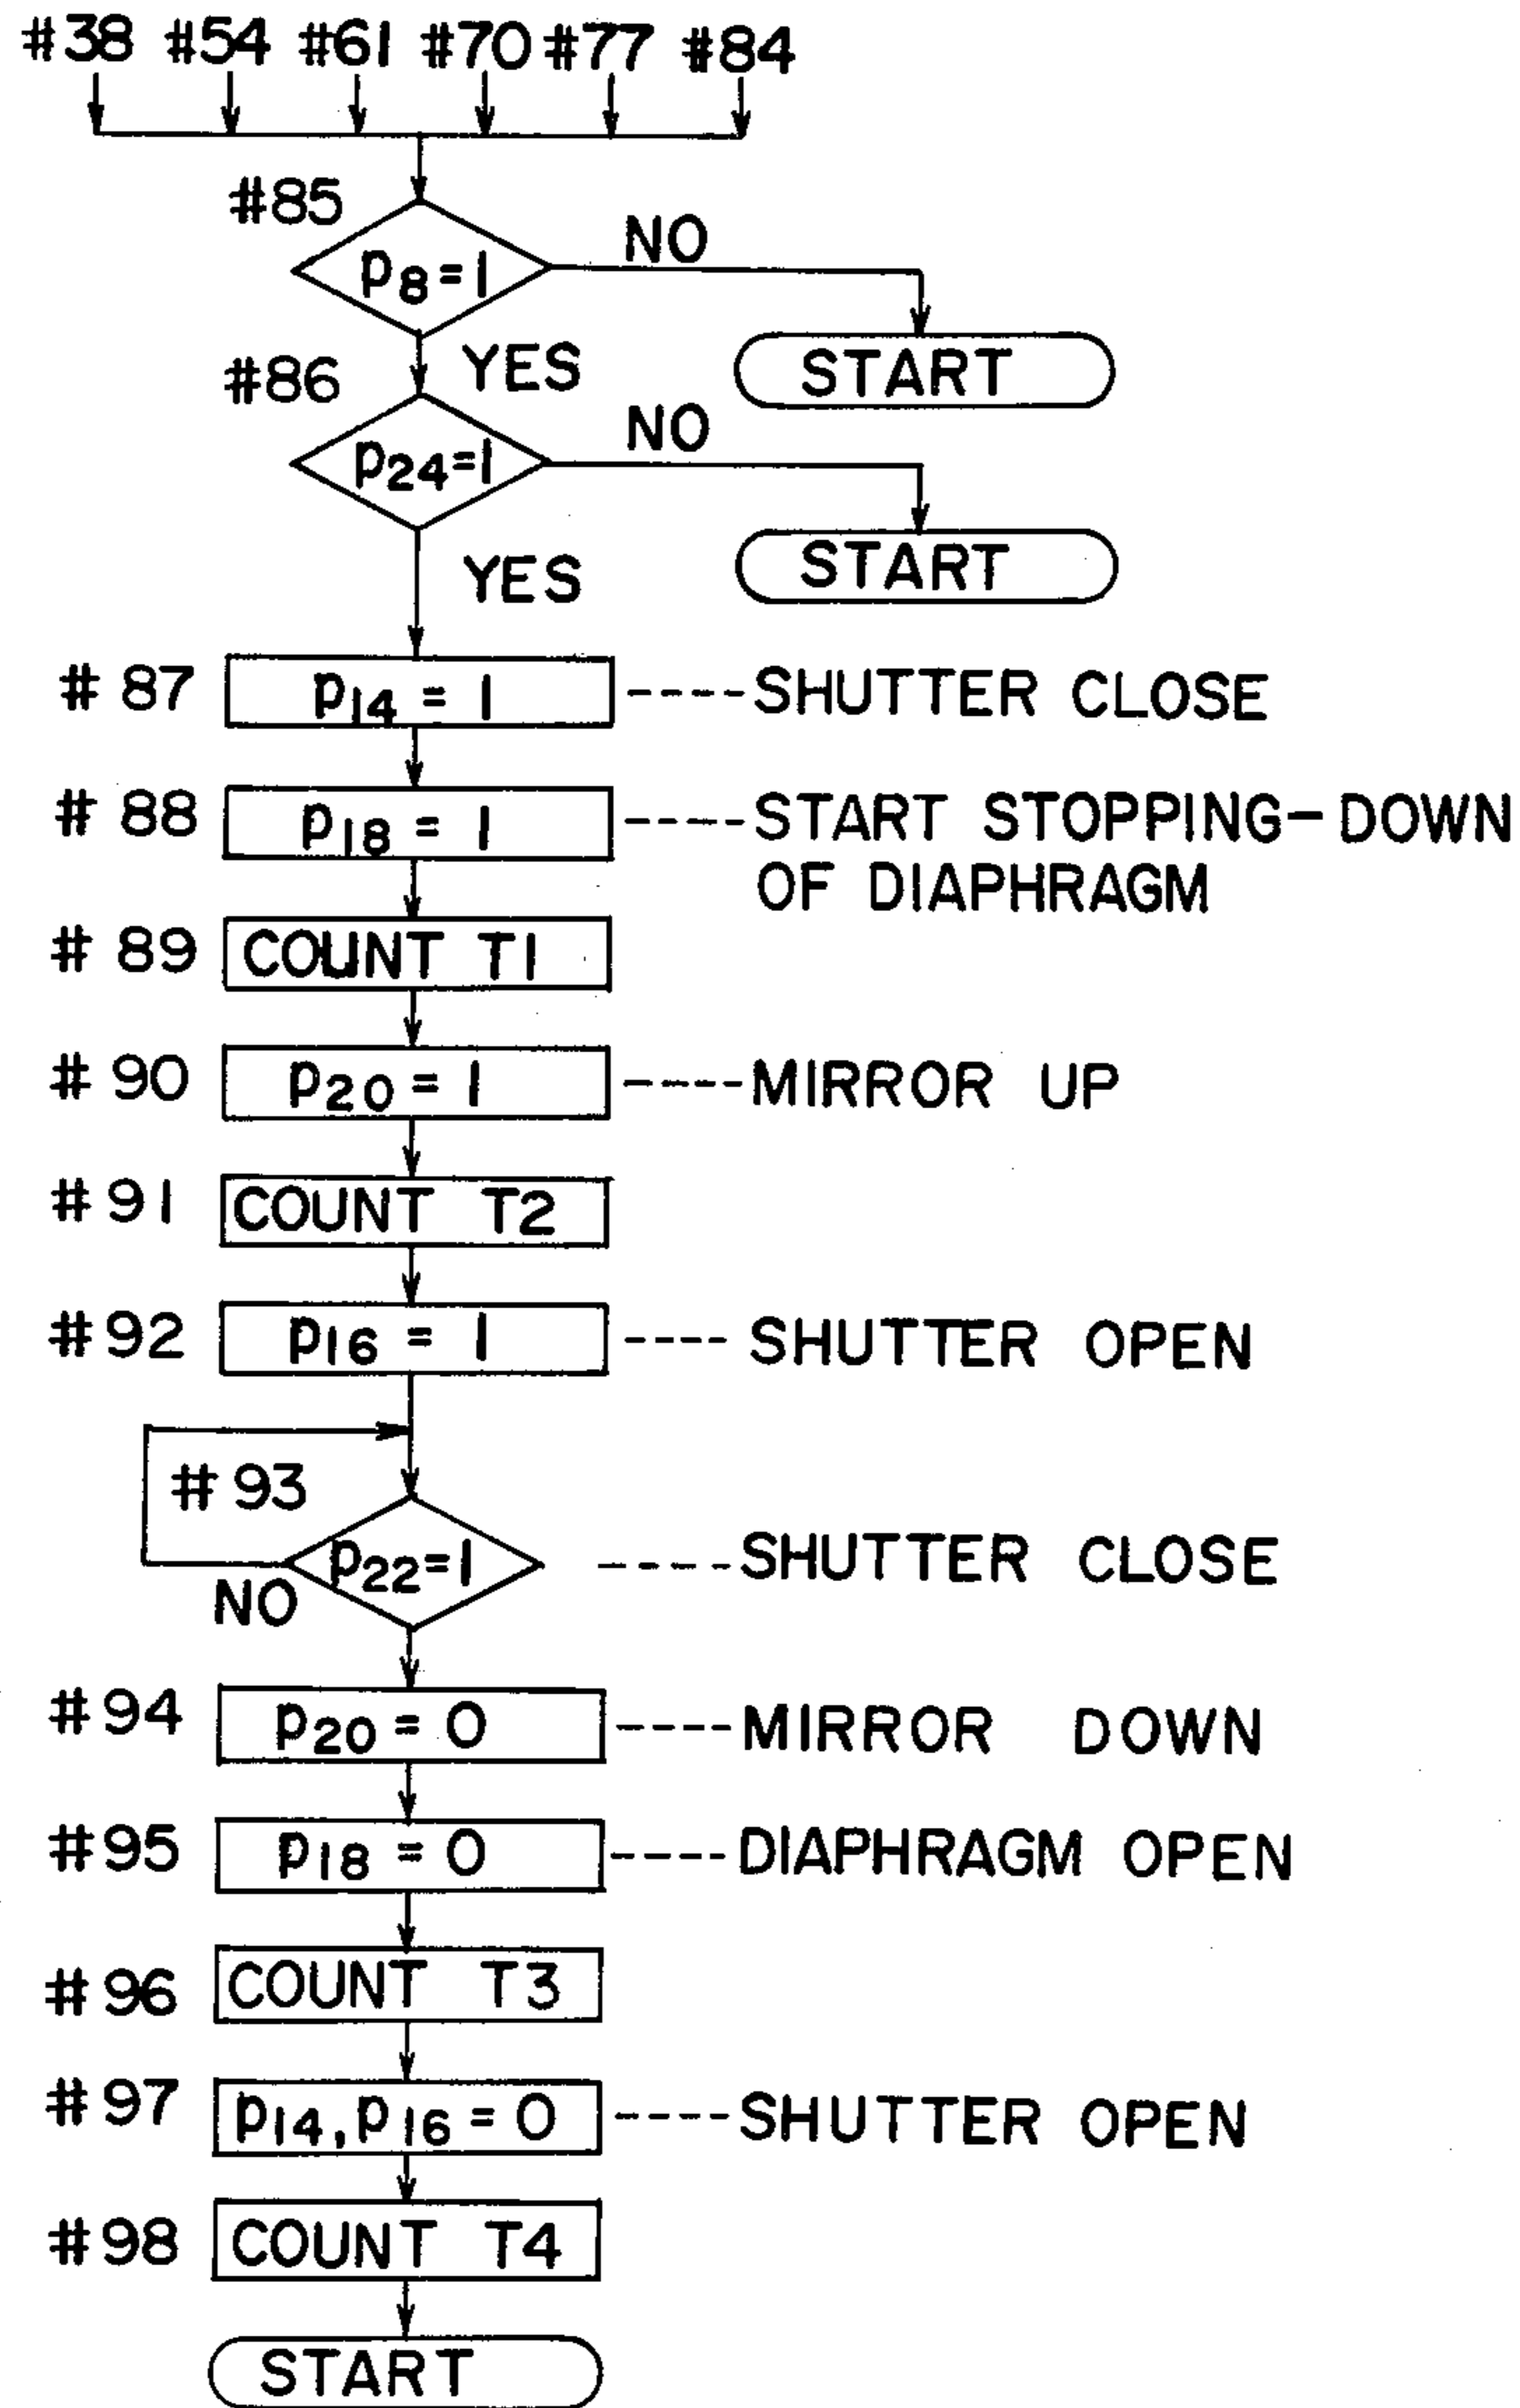 #38 #54 #61 #70 #77 #84
#85
p8=1
NO
START
YES
#86
p24=1
NO
START
YES
#87 p14 = 1 ----SHUTTER CLOSE
#88 p18 = 1 ----START STOPPING-DOWN
OF DIAPHRAGM
#89 COUNT T1
#90 p20 = 1 ----MIRROR UP
#91 COUNT T2
#92 p16 = 1 ---- SHUTTER OPEN
#93
p22=1 ----SHUTTER CLOSE
NO
#94 p20 = 0 ----MIRROR DOWN
#95 p18 = 0 ----DIAPHRAGM OPEN
#96 COUNT T3
#97 p14,p16 = 0 ----SHUTTER OPEN
#98 COUNT T4
START